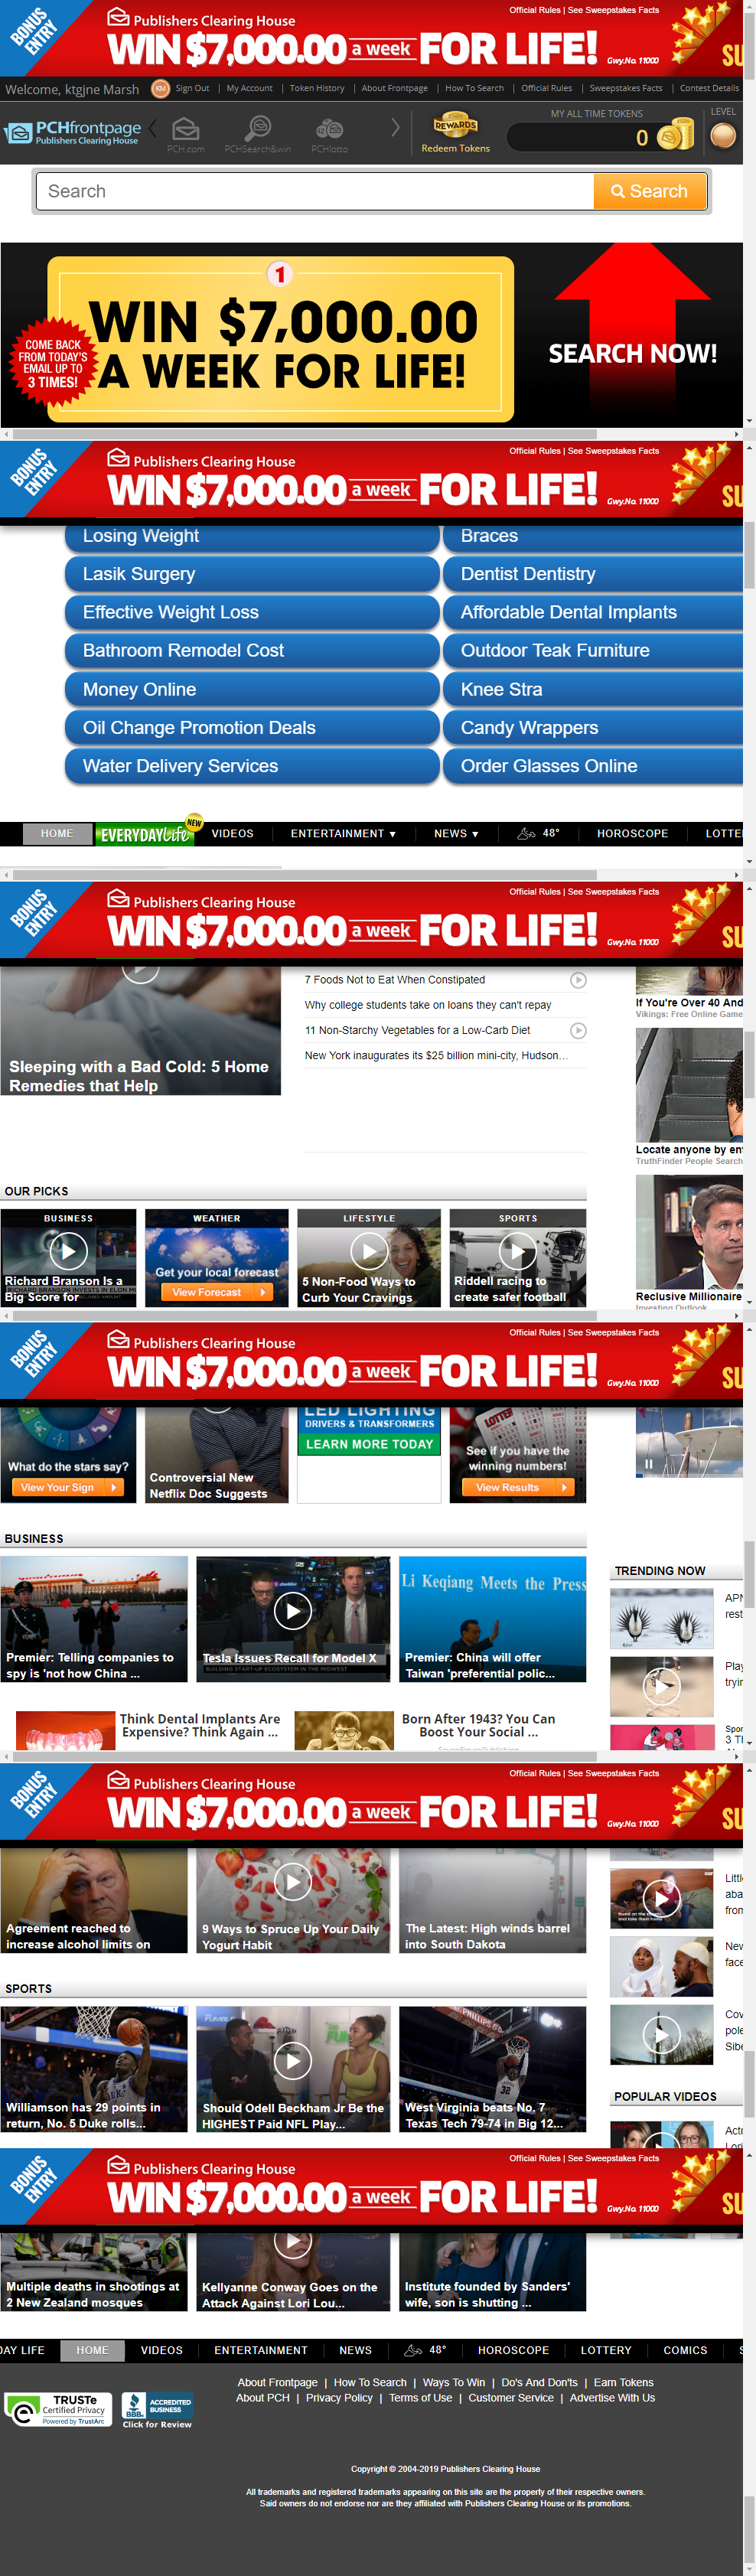 BONUS ENTRY
Publishers Clearing House
Official Rules | See Sweepstakes Facts
WIN $7,000.00 a week FOR LIFE!
Gwy.No. 11000
SU
Welcome, ktgjne Marsh
KM
Sign Out | My Account | Token History | About Frontpage | How To Search | Official Rules | Sweepstakes Facts | Contest Details
PCHfrontpage
Publishers Clearing House
PCH.com
PCHSearch&win
PCHlotto
REWARDS
Redeem Tokens
MY ALL TIME TOKENS
0
LEVEL
Search
Search
1
WIN $7,000.00
A WEEK FOR LIFE!
COME BACK
FROM TODAY'S
EMAIL UP TO
3 TIMES!
SEARCH NOW!
BONUS ENTRY
Publishers Clearing House
Official Rules | See Sweepstakes Facts
WIN $7,000.00 a week FOR LIFE!
Gwy.No. 11000
SU
Losing Weight
Braces
Lasik Surgery
Dentist Dentistry
Effective Weight Loss
Affordable Dental Implants
Bathroom Remodel Cost
Outdoor Teak Furniture
Money Online
Knee Stra
Oil Change Promotion Deals
Candy Wrappers
Water Delivery Services
Order Glasses Online
HOME
EVERYDAY life
NEW
VIDEOS
ENTERTAINMENT
NEWS
48°
HOROSCOPE
LOTTE
BONUS ENTRY
Publishers Clearing House
Official Rules | See Sweepstakes Facts
WIN $7,000.00 a week FOR LIFE!
Gwy.No. 11000
SU
Sleeping with a Bad Cold: 5 Home
Remedies that Help
7 Foods Not to Eat When Constipated
Why college students take on loans they can't repay
11 Non-Starchy Vegetables for a Low-Carb Diet
New York inaugurates its $25 billion mini-city, Hudson...
If You're Over 40 And
Vikings: Free Online Game
Locate anyone by en
TruthFinder People Search
Reclusive Millionaire
Investing Outlook
OUR PICKS
BUSINESS
Richard Branson Is a
Big Score for
WEATHER
Get your local forecast
View Forecast
LIFESTYLE
5 Non-Food Ways to
Curb Your Cravings
SPORTS
Riddell racing to
create safer football
BONUS ENTRY
Publishers Clearing House
Official Rules | See Sweepstakes Facts
WIN $7,000.00 a week FOR LIFE!
Gwy.No. 11000
SU
What do the stars say?
View Your Sign
Controversial New
Netflix Doc Suggests
LED LIGHTING
DRIVERS & TRANSFORMERS
LEARN MORE TODAY
LOTTER
See if you have the
winning numbers!
View Results
BUSINESS
Premier: Telling companies to
spy is 'not how China ...
Tesla Issues Recall for Model X
BUILDING START-UP ECOSYSTEM IN THE MIDWEST
Li Keqiang Meets the Press
Premier: China will offer
Taiwan 'preferential polic...
TRENDING NOW
APN
rest
Play
tryin
Spor
3 Th
Think Dental Implants Are
Expensive? Think Again ...
Born After 1943? You Can
Boost Your Social ...
BONUS ENTRY
Publishers Clearing House
Official Rules | See Sweepstakes Facts
WIN $7,000.00 a week FOR LIFE!
Gwy.No. 11000
SU
Agreement reached to
increase alcohol limits on
9 Ways to Spruce Up Your Daily
Yogurt Habit
The Latest: High winds barrel
into South Dakota
Little
aba
from
New
face
Cov
pole
Sibe
SPORTS
Williamson has 29 points in
return, No. 5 Duke rolls...
Should Odell Beckham Jr Be the
HIGHEST Paid NFL Play...
West Virginia beats No. 7
Texas Tech 79-74 in Big 12...
POPULAR VIDEOS
Actr
Lori
BONUS ENTRY
Publishers Clearing House
Official Rules | See Sweepstakes Facts
WIN $7,000.00 a week FOR LIFE!
Gwy.No. 11000
SU
Multiple deaths in shootings at
2 New Zealand mosques
Kellyanne Conway Goes on the
Attack Against Lori Lou...
Institute founded by Sanders'
wife, son is shutting ...
DAY LIFE
HOME
VIDEOS
ENTERTAINMENT
NEWS
48°
HOROSCOPE
LOTTERY
COMICS
S
TRUSTe
Certified Privacy
Powered by TrustArc
BBB
ACCREDITED
BUSINESS
Click for Review
About Frontpage | How To Search | Ways To Win | Do's And Don'ts | Earn Tokens
About PCH | Privacy Policy | Terms of Use | Customer Service | Advertise With Us
Copyright © 2004-2019 Publishers Clearing House
All trademarks and registered trademarks appearing on this site are the property of their respective owners.
Said owners do not endorse nor are they affiliated with Publishers Clearing House or its promotions.